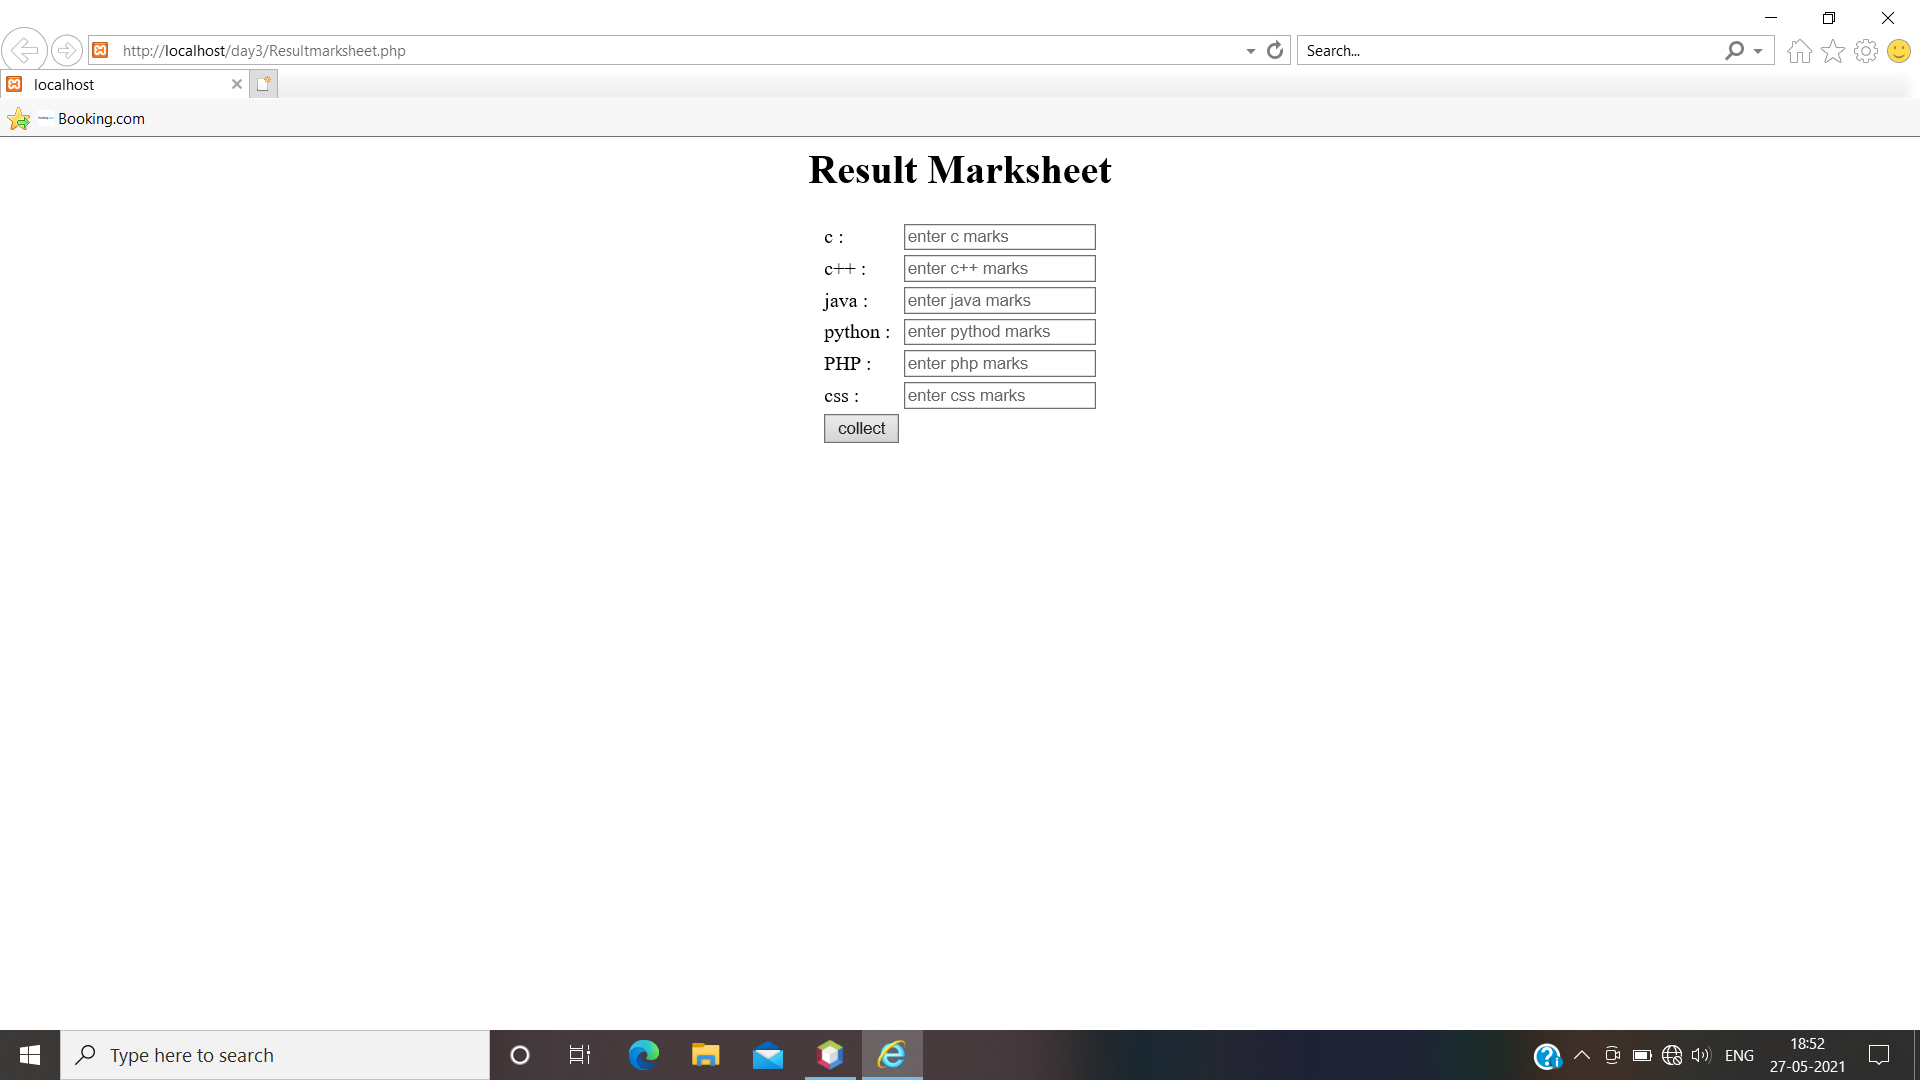 http://localhost/day3/Resultmarksheet.php
Search...
localhost
Booking.com
Result Marksheet
c : enter c marks
c++ : enter c++ marks
java : enter java marks
python : enter pythod marks
PHP : enter php marks
css : enter css marks
collect
Type here to search
ENG
18:52
27-05-2021